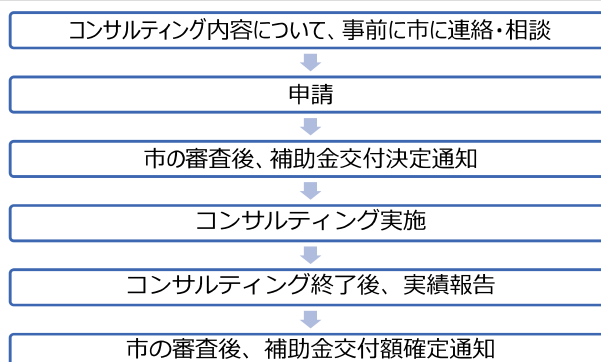 コンサルティング内容について、事前に市に連絡・相談
申請
市の審査後、補助金交付決定通知
コンサルティング実施
コンサルティング終了後、実績報告
市の審査後、補助金交付額確定通知